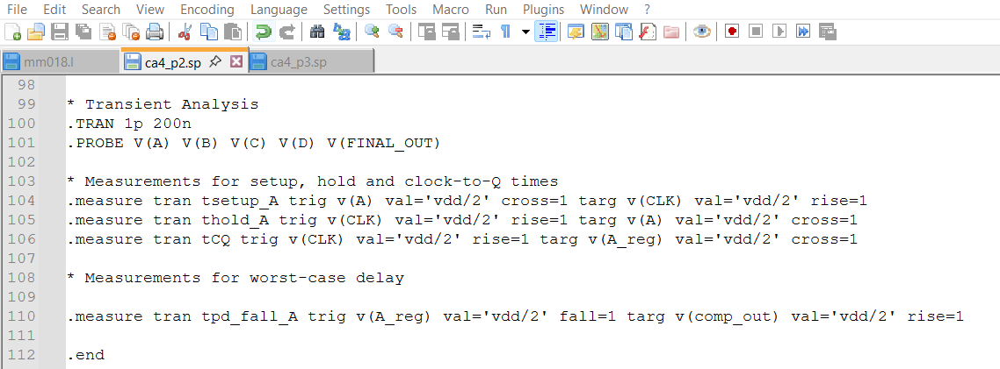 File Edit Search View Encoding Language Settings Tools Macro Run Plugins Window ?
mm018.l ca4_p2.sp ca4_p3.sp
98
99 * Transient Analysis
100 .TRAN 1p 200n
101 .PROBE V(A) V(B) V(C) V(D) V(FINAL_OUT)
102
103 * Measurements for setup, hold and clock-to-Q times
104 .measure tran tsetup_A trig v(A) val='vdd/2' cross=1 targ v(CLK) val='vdd/2' rise=1
105 .measure tran thold_A trig v(CLK) val='vdd/2' rise=1 targ v(A) val='vdd/2' cross=1
106 .measure tran tCQ trig v(CLK) val='vdd/2' rise=1 targ v(A_reg) val='vdd/2' cross=1
107
108 * Measurements for worst-case delay
109
110 .measure tran tpd_fall_A trig v(A_reg) val='vdd/2' fall=1 targ v(comp_out) val='vdd/2' rise=1
111
112 .end